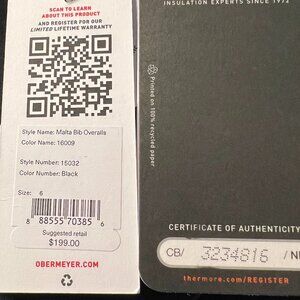 SCAN TO LEARN
ABOUT THIS PRODUCT
AND REGISTER FOR OUR
LIMITED LIFETIME WARRANTY
Style Name: Malta Bib Overalls
Color Name: 16009
Style Number: 15032
Color Number: Black
Size: 6
8 88555 70385 6
Suggested retail
$199.00
OBERMEYER.COM
INSULATION EXPERTS SINCE 1972
Printed on 100% recycled paper
CERTIFICATE OF AUTHENTICITY
CB/ 3234816 /NI
thermore.com/REGISTER